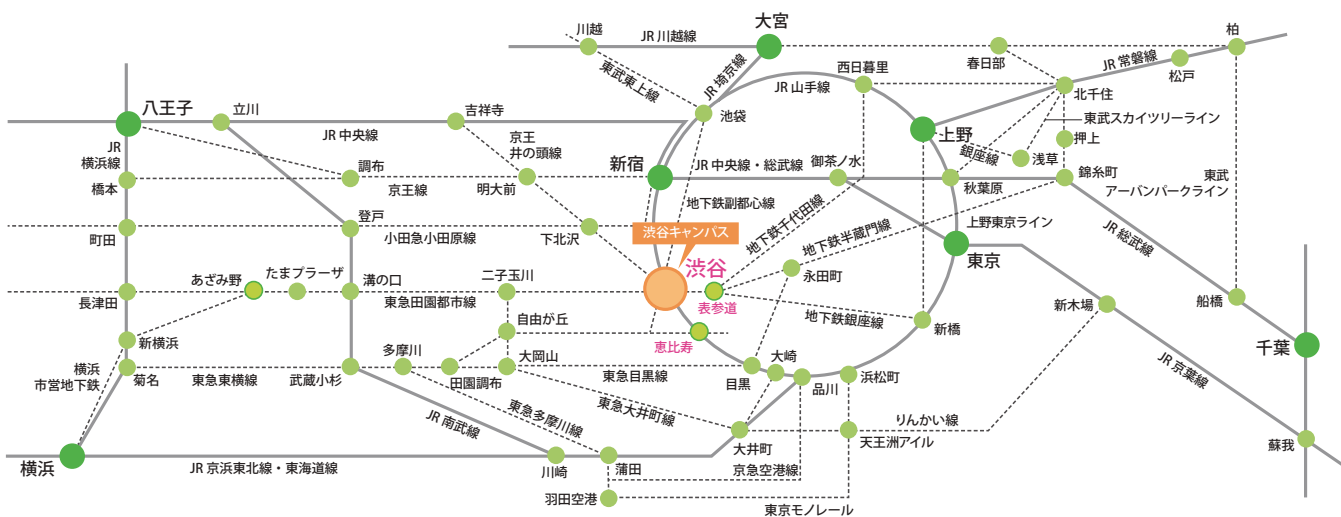 川越
JR 川越線
大宮
柏
東武東上線
JR 埼京線
西日暮里
春日部
JR 常磐線
松戸
JR 山手線
北千住
八王子
立川
吉祥寺
池袋
東武スカイツリーライン
JR 中央線
京王
井の頭線
上野
押上
銀座線
浅草
JR
横浜線
新宿
JR 中央線・総武線
御茶ノ水
調布
錦糸町
橋本
京王線
明大前
秋葉原
東武
アーバンパークライン
地下鉄副都心線
地下鉄千代田線
登戸
上野東京ライン
町田
小田急小田原線
下北沢
渋谷キャンパス
地下鉄半蔵門線
JR 総武線
東京
渋谷
あざみ野
たまプラーザ
溝の口
二子玉川
永田町
長津田
東急田園都市線
表参道
新木場
船橋
地下鉄銀座線
新橋
自由が丘
新横浜
恵比寿
千葉
横浜
市営地下鉄
多摩川
大岡山
大崎
菊名
東急東横線
武蔵小杉
田園調布
東急目黒線
目黒
品川
浜松町
JR 京葉線
JR 南武線
東急多摩川線
東急大井町線
りんかい線
大井町
天王洲アイル
蘇我
横浜
JR 京浜東北線・東海道線
川崎
蒲田
京急空港線
羽田空港
東京モノレール